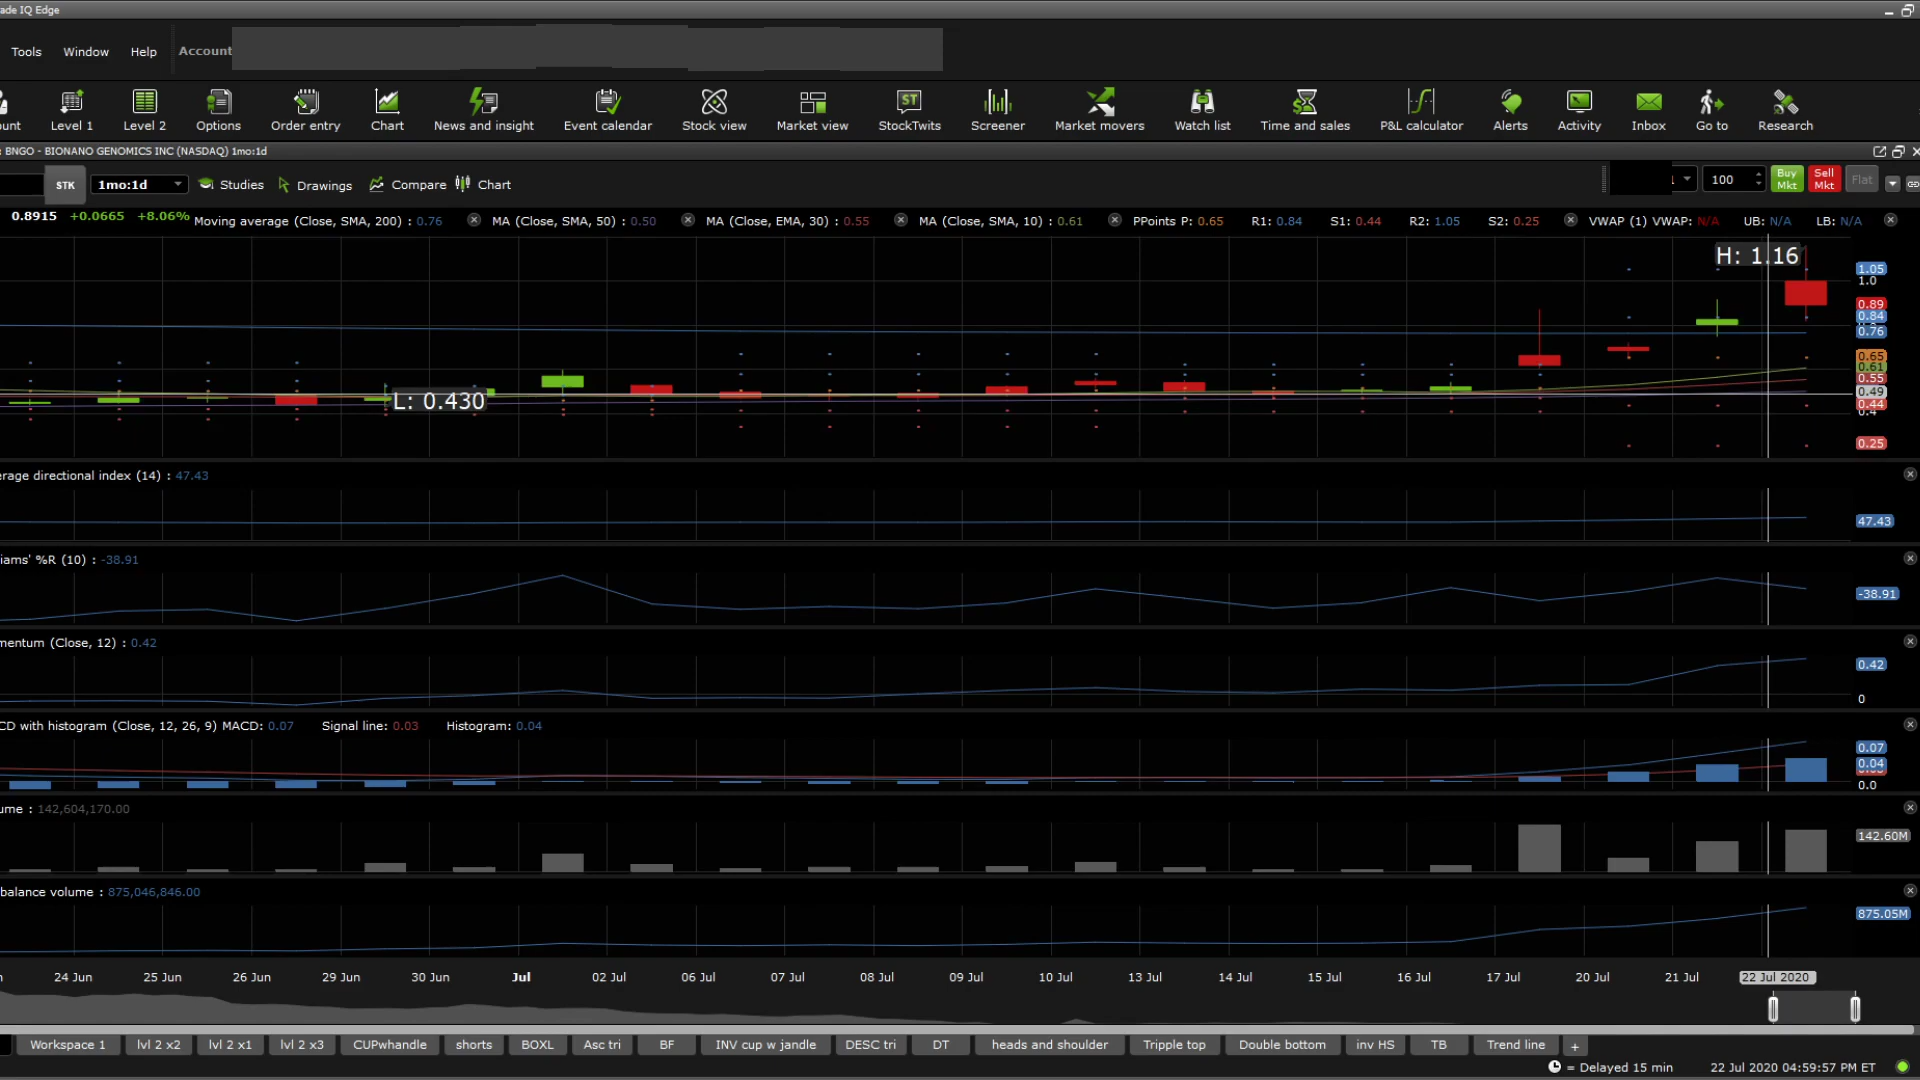 ade IQ Edge
Tools Window Help Account
ount Level 1 Level 2 Options Order entry Chart News and insight Event calendar Stock view Market view StockTwits Screener Market movers Watch list Time and sales P&L calculator Alerts Activity Inbox Go to Research
ST
: BNGO - BIONANO GENOMICS INC (NASDAQ) 1mo:1d
STK 1mo:1d Studies Drawings Compare Chart 100 Buy Mkt Sell Mkt Flat
0.8915 +0.0665 +8.06% Moving average (Close, SMA, 200) : 0.76 MA (Close, SMA, 50) : 0.50 MA (Close, EMA, 30) : 0.55 MA (Close, SMA, 10) : 0.61 PPoints P: 0.65 R1: 0.84 S1: 0.44 R2: 1.05 S2: 0.25 VWAP (1) VWAP: N/A UB: N/A LB: N/A
H: 1.16
1.05
1.0
0.89
0.84
0.76
0.65
0.61
0.55
L: 0.430
0.49
0.44
0.4
0.25
erage directional index (14) : 47.43
47.43
iams' %R (10) : -38.91
-38.91
mentum (Close, 12) : 0.42
0.42
0
CD with histogram (Close, 12, 26, 9) MACD: 0.07 Signal line: 0.03 Histogram: 0.04
0.07
0.04
0.0
ume : 142,604,170.00
142.60M
balance volume : 875,046,846.00
875.05M
24 Jun 25 Jun 26 Jun 29 Jun 30 Jun Jul 02 Jul 06 Jul 07 Jul 08 Jul 09 Jul 10 Jul 13 Jul 14 Jul 15 Jul 16 Jul 17 Jul 20 Jul 21 Jul 22 Jul 2020
Workspace 1 lvl 2 x2 lvl 2 x1 lvl 2 x3 CUPwhandle shorts BOXL Asc tri BF INV cup w jandle DESC tri DT heads and shoulder Tripple top Double bottom inv HS TB Trend line +
= Delayed 15 min 22 Jul 2020 04:59:57 PM ET